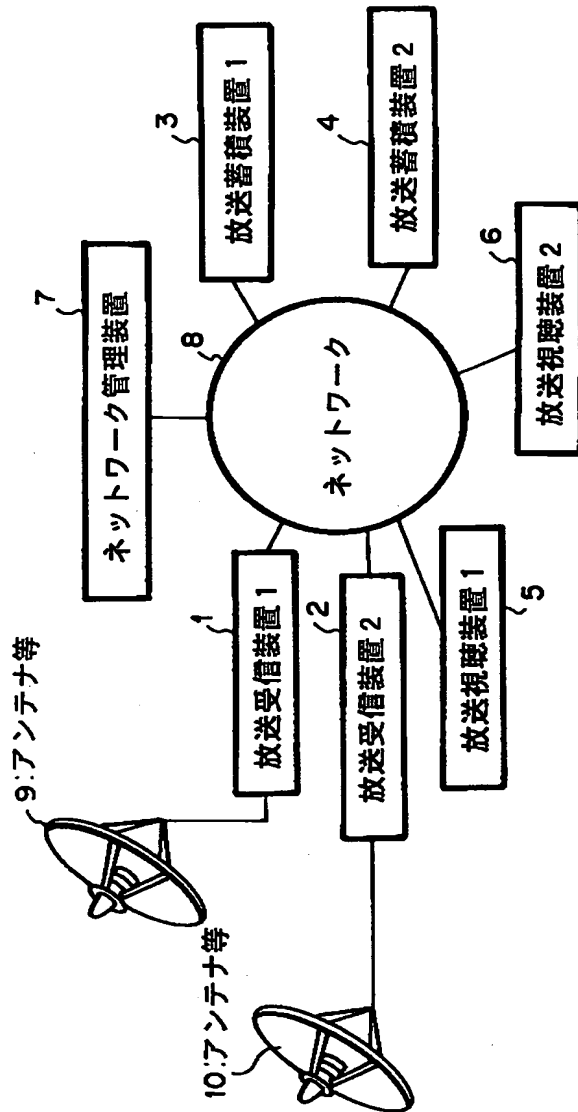 9:アンテナ等
10:アンテナ等
1
放送受信装置1
2
放送受信装置2
5
放送視聴装置1
7
ネットワーク管理装置
8
ネットワーク
3
放送蓄積装置1
4
放送蓄積装置2
6
放送視聴装置2